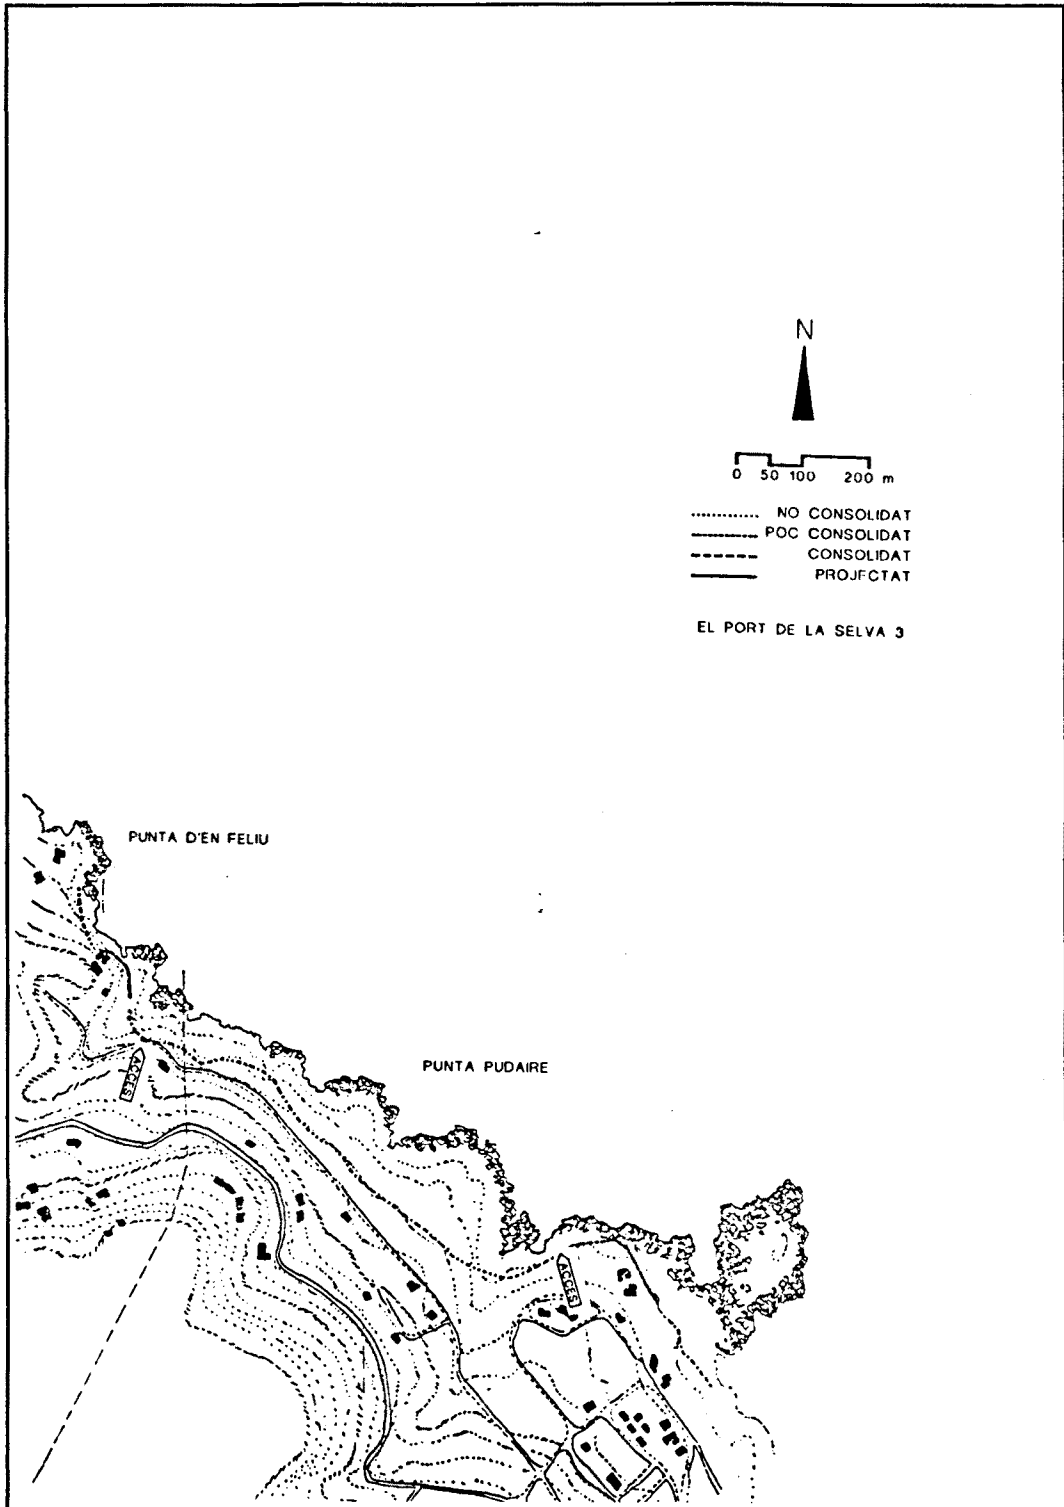 N
0 50 100 200 m
NO CONSOLIDAT
POC CONSOLIDAT
CONSOLIDAT
PROJECTAT
EL PORT DE LA SELVA 3
PUNTA D'EN FELIU
PUNTA PUDAIRE
ACCES
ACCES